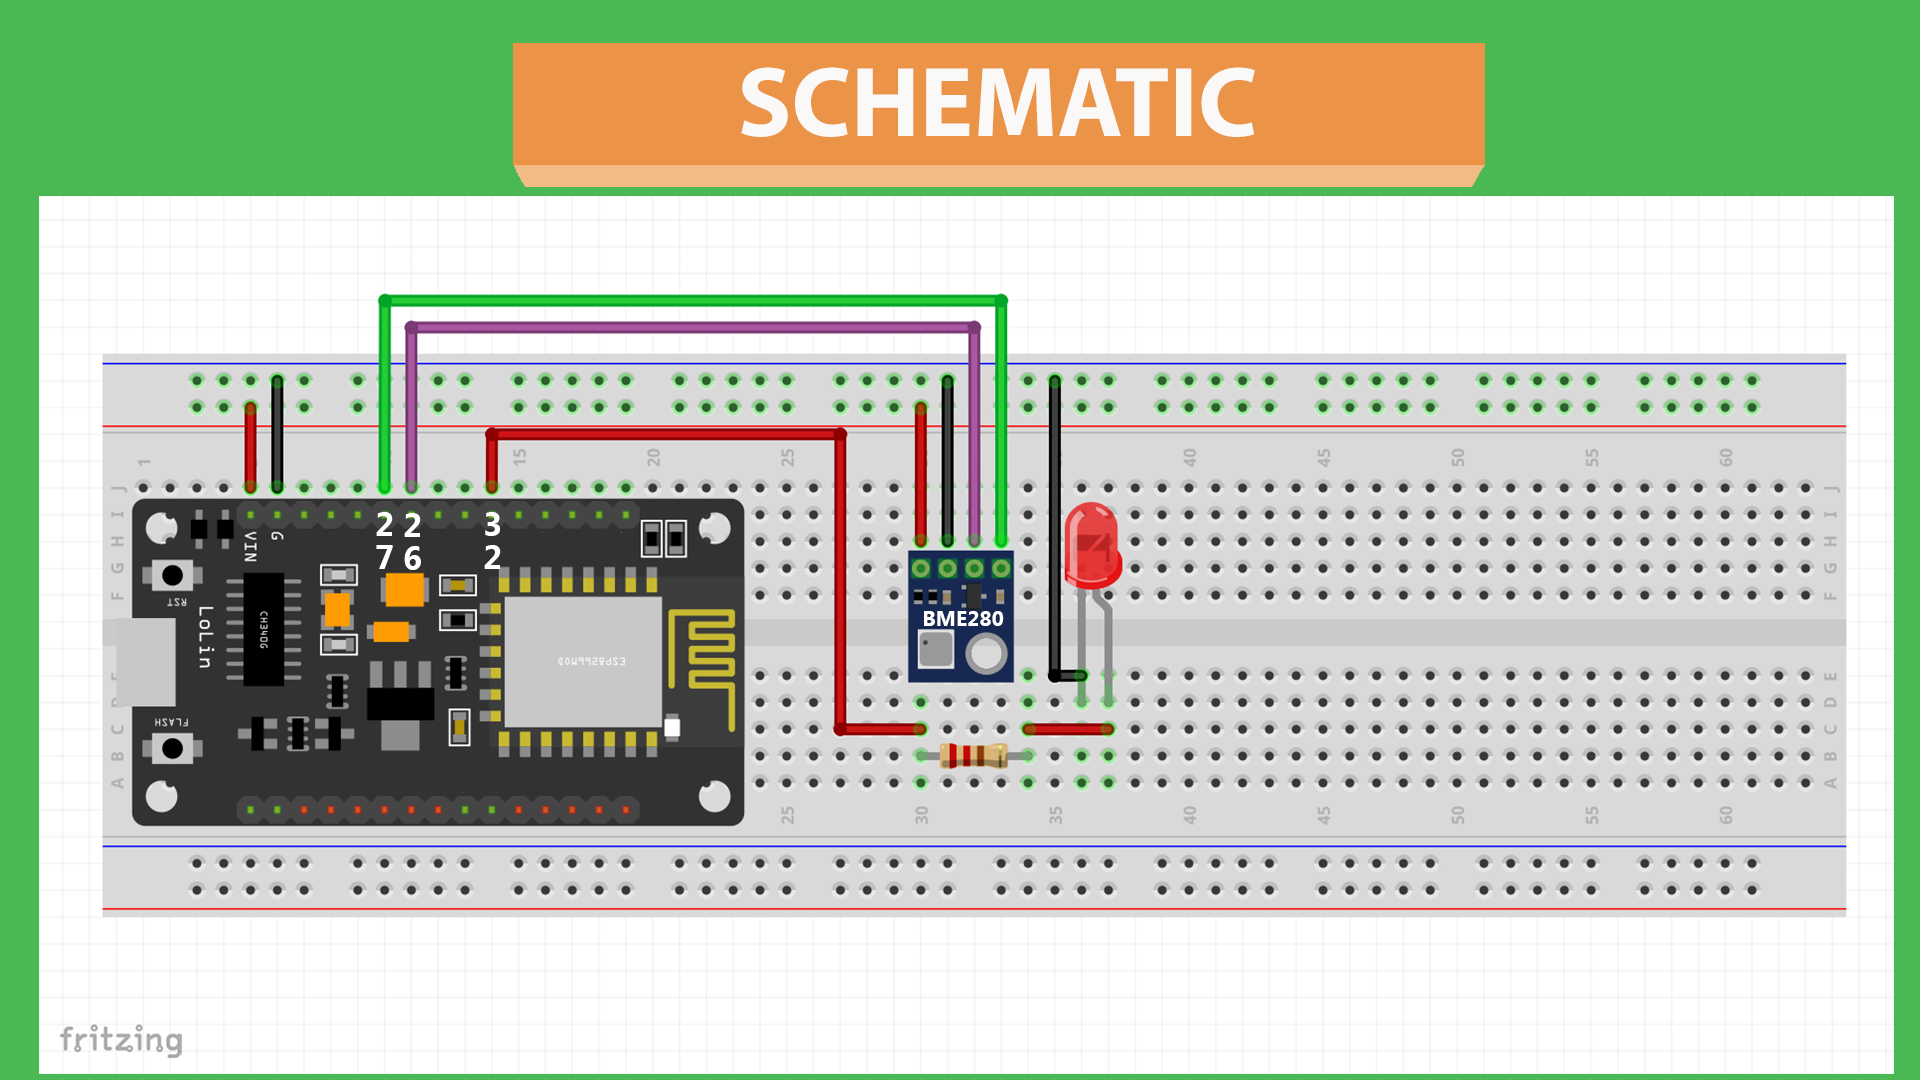 SCHEMATIC
1 15 20 25 40 45 50 55 60
J J
I I
H H
G G
F F
VIN G
2 2 3
7 6 2
RST
LoLin
CH340G
BME280
ESP8266MOD
FLASH
E E
D D
C C
B B
A A
25 30 35 40 45 50 55 60
fritzing